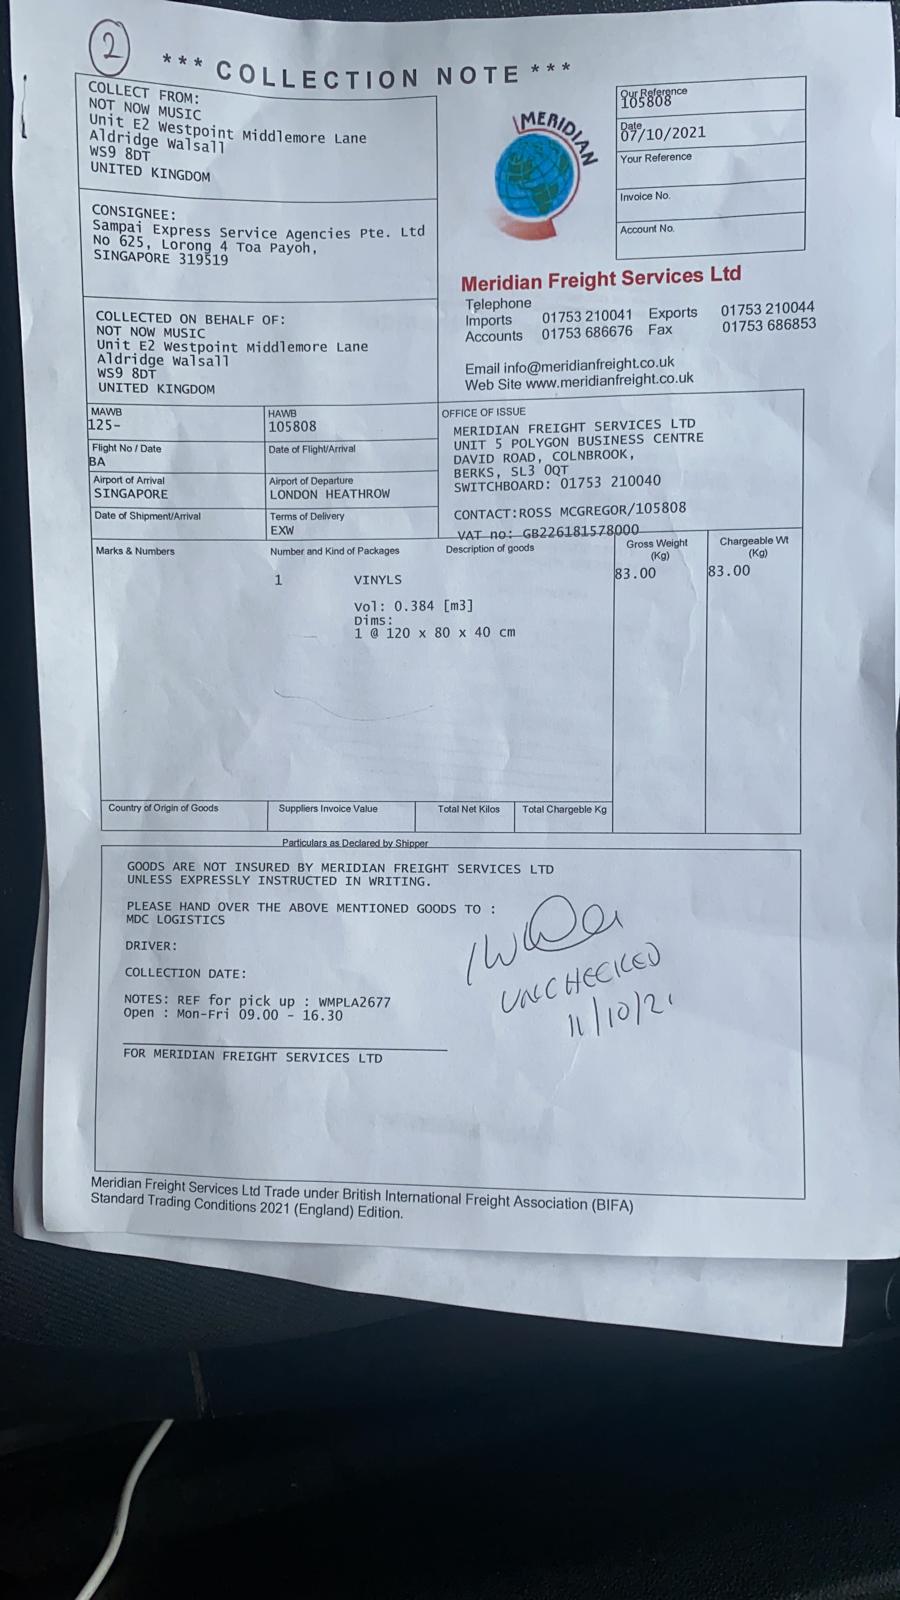 2
*** COLLECTION NOTE ***
COLLECT FROM:
NOT NOW MUSIC
Unit E2 Westpoint Middlemore Lane
Aldridge Walsall
WS9 8DT
UNITED KINGDOM
CONSIGNEE:
Sampai Express Service Agencies Pte. Ltd
No 625, Lorong 4 Toa Payoh,
SINGAPORE 319519
COLLECTED ON BEHALF OF:
NOT NOW MUSIC
Unit E2 Westpoint Middlemore Lane
Aldridge Walsall
WS9 8DT
UNITED KINGDOM
MERIDIAN
Our Reference
105808
Date
07/10/2021
Your Reference
Invoice No.
Account No.
Meridian Freight Services Ltd
Telephone
Imports 01753 210041 Exports 01753 210044
Accounts 01753 686676 Fax 01753 686853
Email info@meridianfreight.co.uk
Web Site www.meridianfreight.co.uk
MAWB
125-
HAWB
105808
Flight No / Date
BA
Date of Flight/Arrival
Airport of Arrival
SINGAPORE
Airport of Departure
LONDON HEATHROW
Date of Shipment/Arrival
Terms of Delivery
EXW
OFFICE OF ISSUE
MERIDIAN FREIGHT SERVICES LTD
UNIT 5 POLYGON BUSINESS CENTRE
DAVID ROAD, COLNBROOK,
BERKS, SL3 0QT
SWITCHBOARD: 01753 210040
CONTACT:ROSS MCGREGOR/105808
VAT no: GB226181578000
Marks & Numbers Number and Kind of Packages Description of goods Gross Weight (Kg) Chargeable Wt (Kg)
1 VINYLS 83.00 83.00
Vol: 0.384 [m3]
Dims:
1 @ 120 x 80 x 40 cm
Country of Origin of Goods Suppliers Invoice Value Total Net Kilos Total Chargeble Kg
Particulars as Declared by Shipper
GOODS ARE NOT INSURED BY MERIDIAN FREIGHT SERVICES LTD
UNLESS EXPRESSLY INSTRUCTED IN WRITING.
PLEASE HAND OVER THE ABOVE MENTIONED GOODS TO :
MDC LOGISTICS
DRIVER:
COLLECTION DATE:
NOTES: REF for pick up : WMPLA2677
Open : Mon-Fri 09.00 - 16.30
FOR MERIDIAN FREIGHT SERVICES LTD
UNCHECKED
11/10/21
Meridian Freight Services Ltd Trade under British International Freight Association (BIFA)
Standard Trading Conditions 2021 (England) Edition.